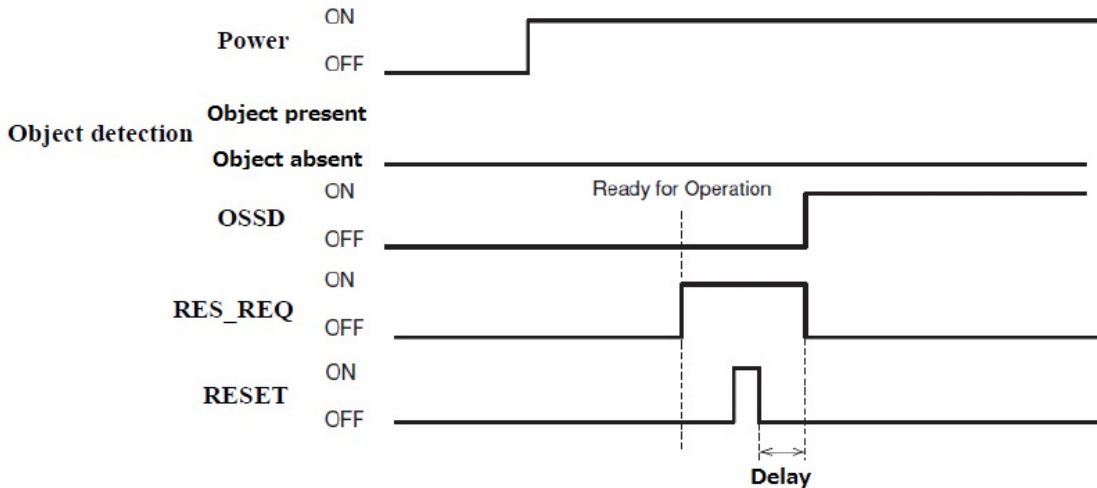 ON
Power
OFF
Object present
Object detection
Object absent
ON
Ready for Operation
OSSD
OFF
ON
RES_REQ
OFF
ON
RESET
OFF
Delay